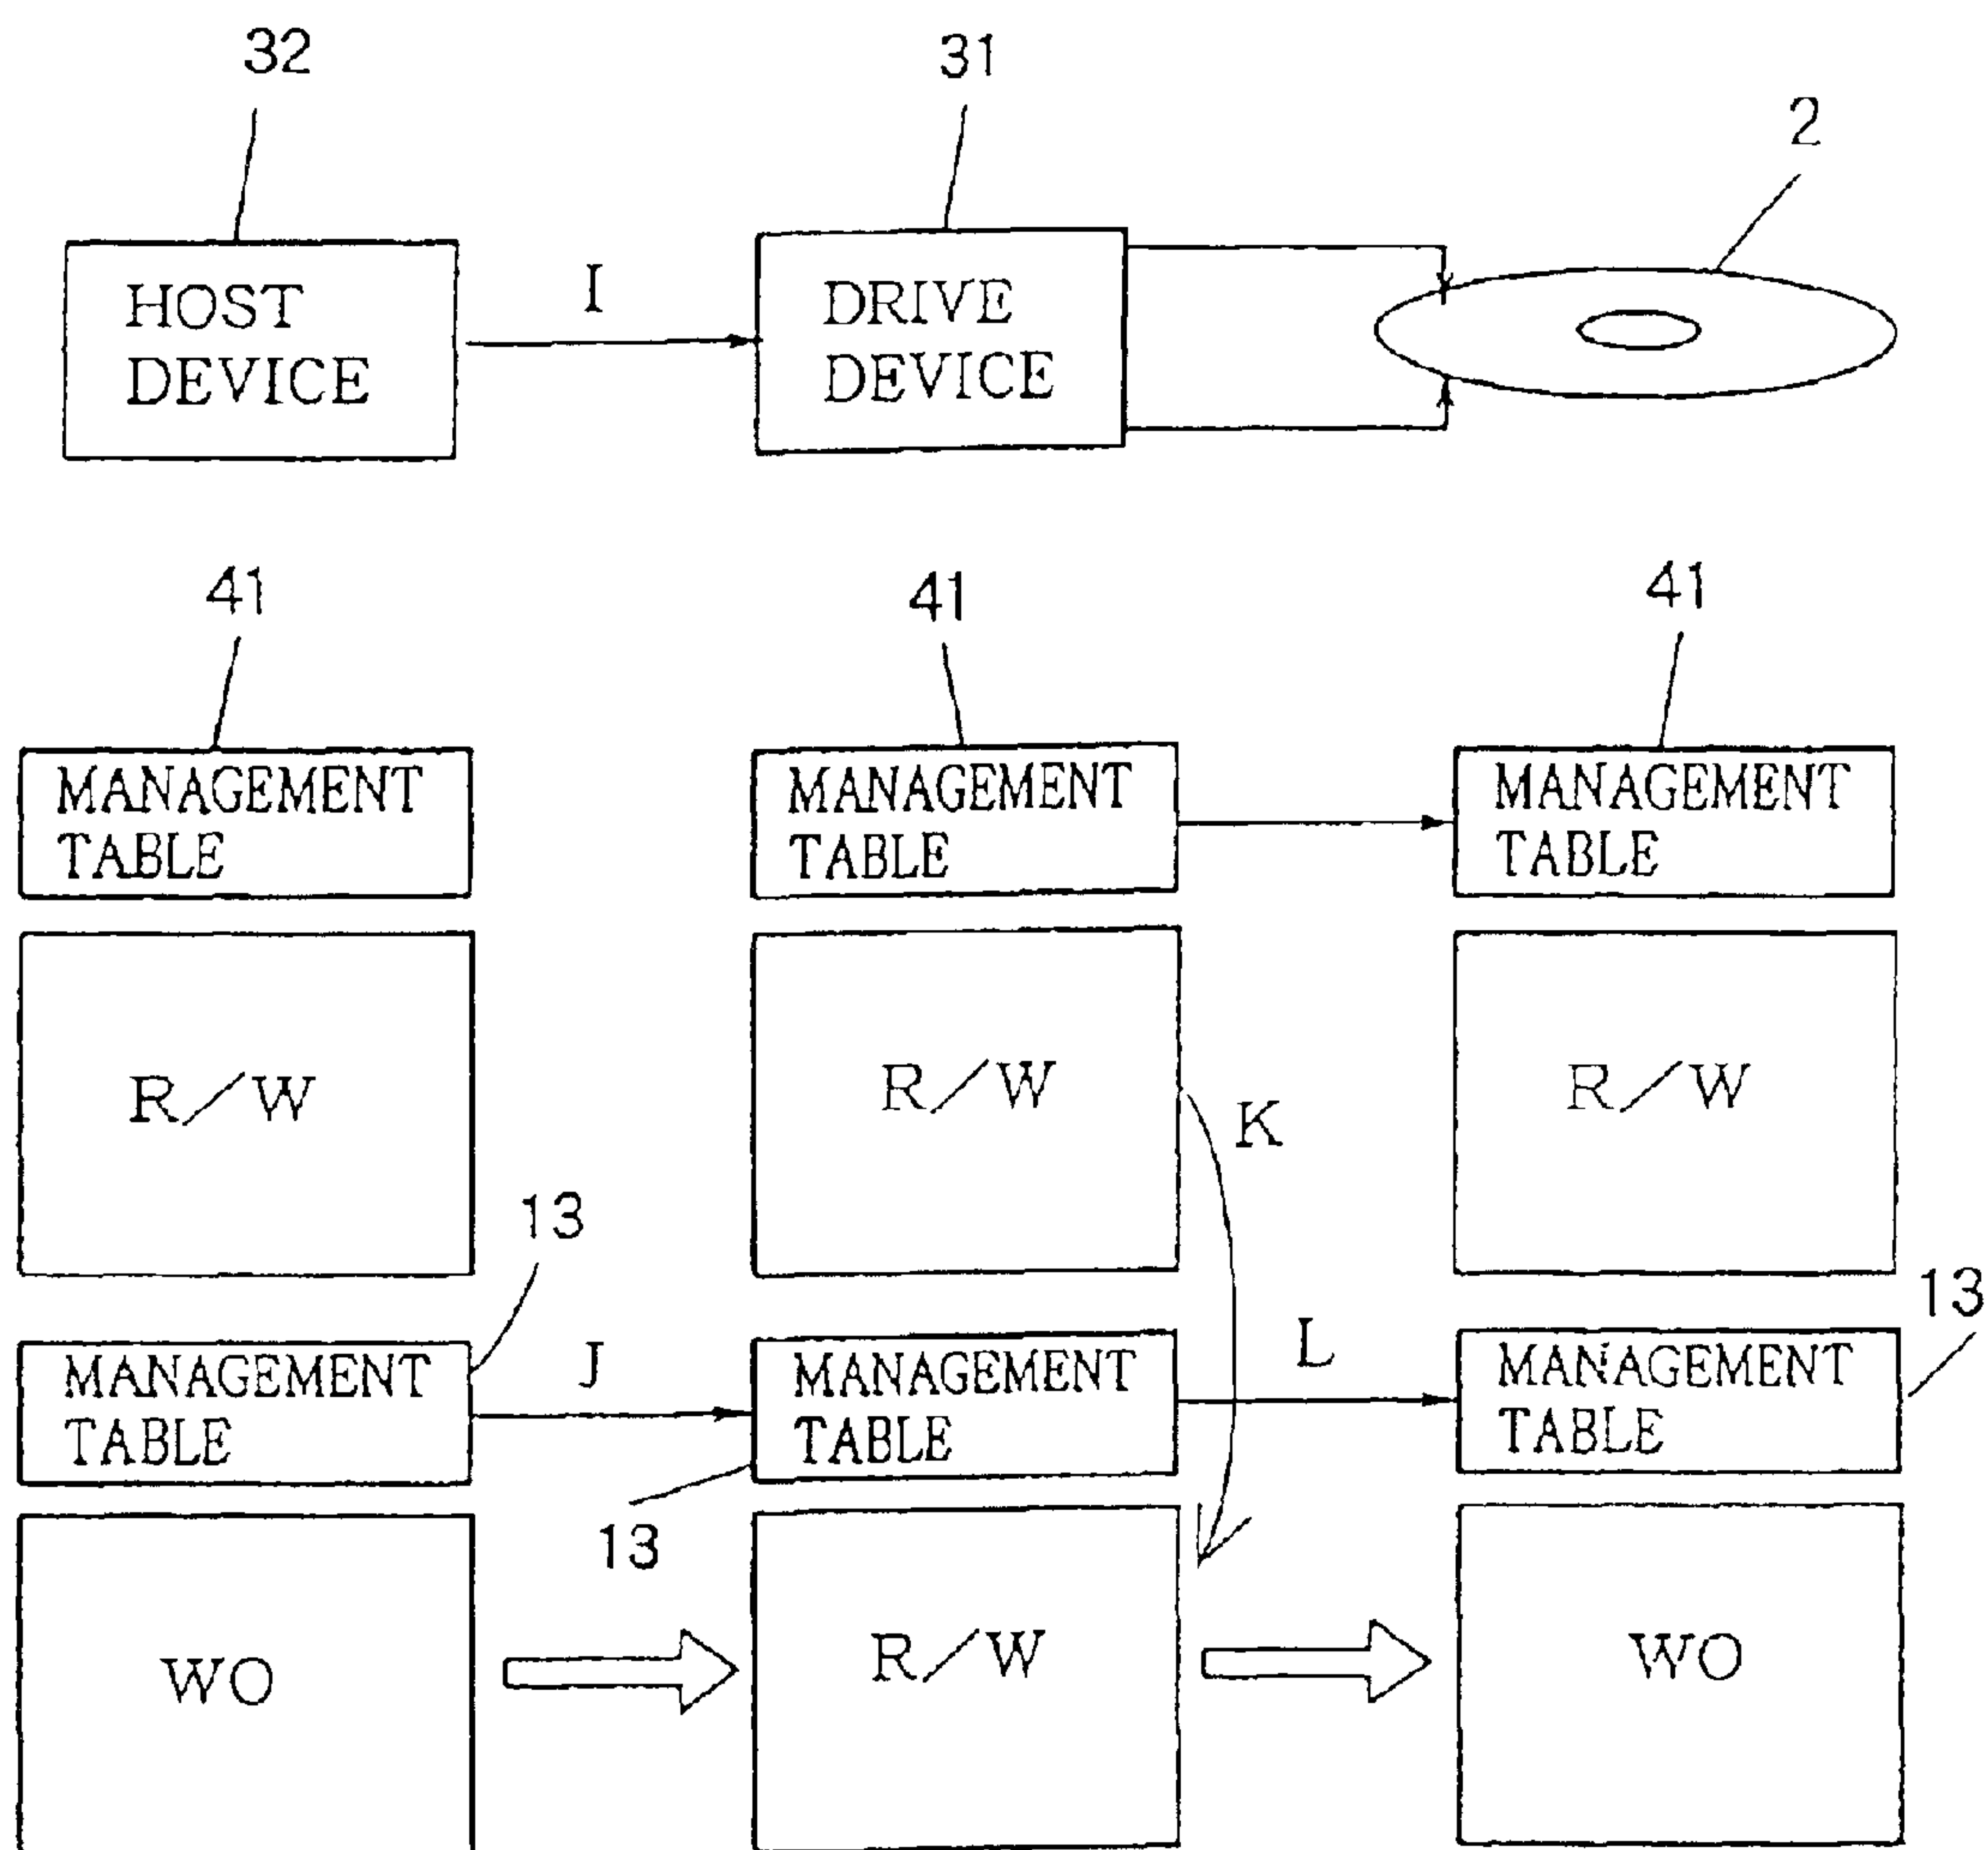 32
31
2
HOST
DEVICE
I
DRIVE
DEVICE
41
41
41
MANAGEMENT
TABLE
MANAGEMENT
TABLE
MANAGEMENT
TABLE
R/W
R/W
R/W
K
13
13
MANAGEMENT
TABLE
J
MANAGEMENT
TABLE
L
MANAGEMENT
TABLE
13
WO
R/W
WO